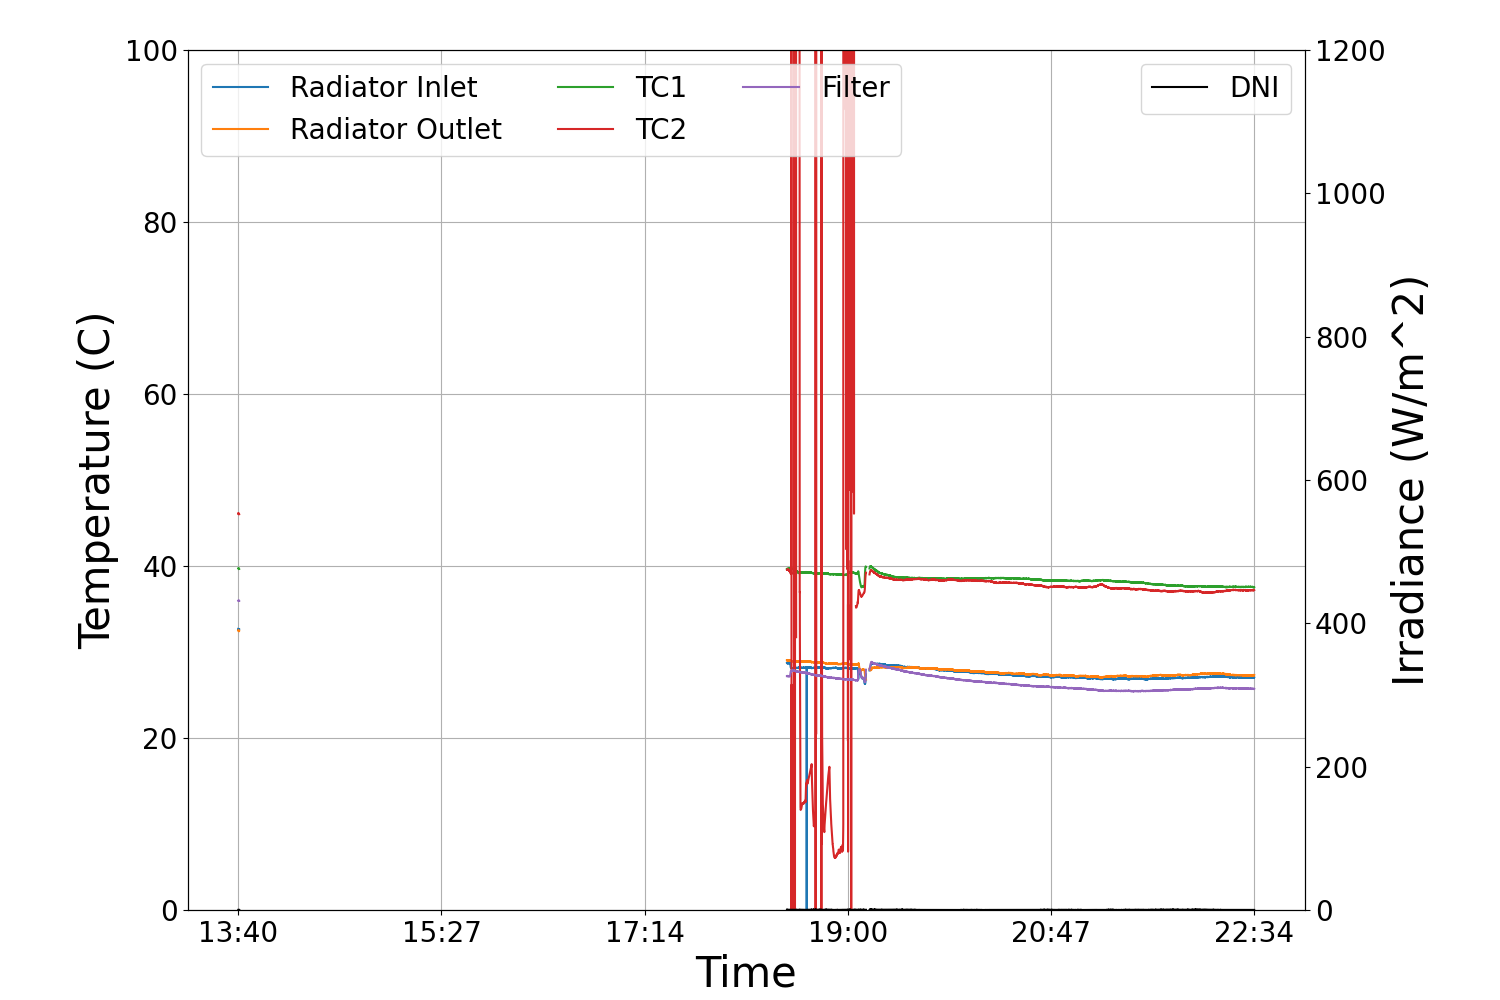 Radiator Inlet
Radiator Outlet
TC1
TC2
Filter
DNI
Temperature (C)
100
80
60
40
20
0
1200
1000
800
600
400
200
0
Irradiance (W/m^2)
13:40 15:27 17:14 19:00 20:47 22:34
Time